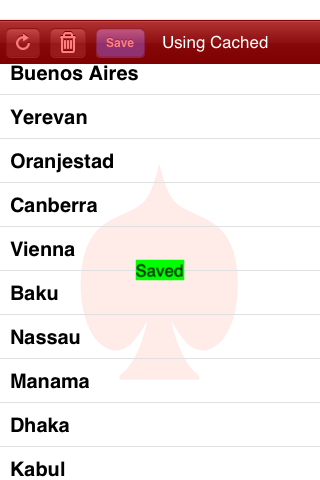 Save
Using Cached
Buenos Aires
Yerevan
Oranjestad
Canberra
Vienna
Saved
Baku
Nassau
Manama
Dhaka
Kabul